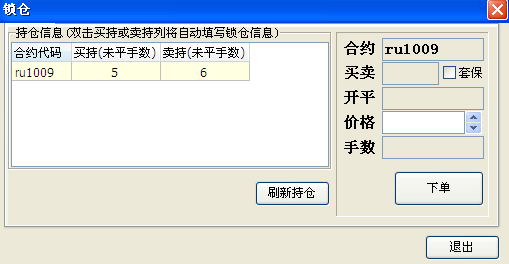 锁仓
持仓信息(双击买持或卖持列将自动填写锁仓信息)
合约代码 买持(未平手数) 卖持(未平手数)
ru1009 5 6
刷新持仓
合约 ru1009
买卖 套保
开平
价格
手数
下单
退出